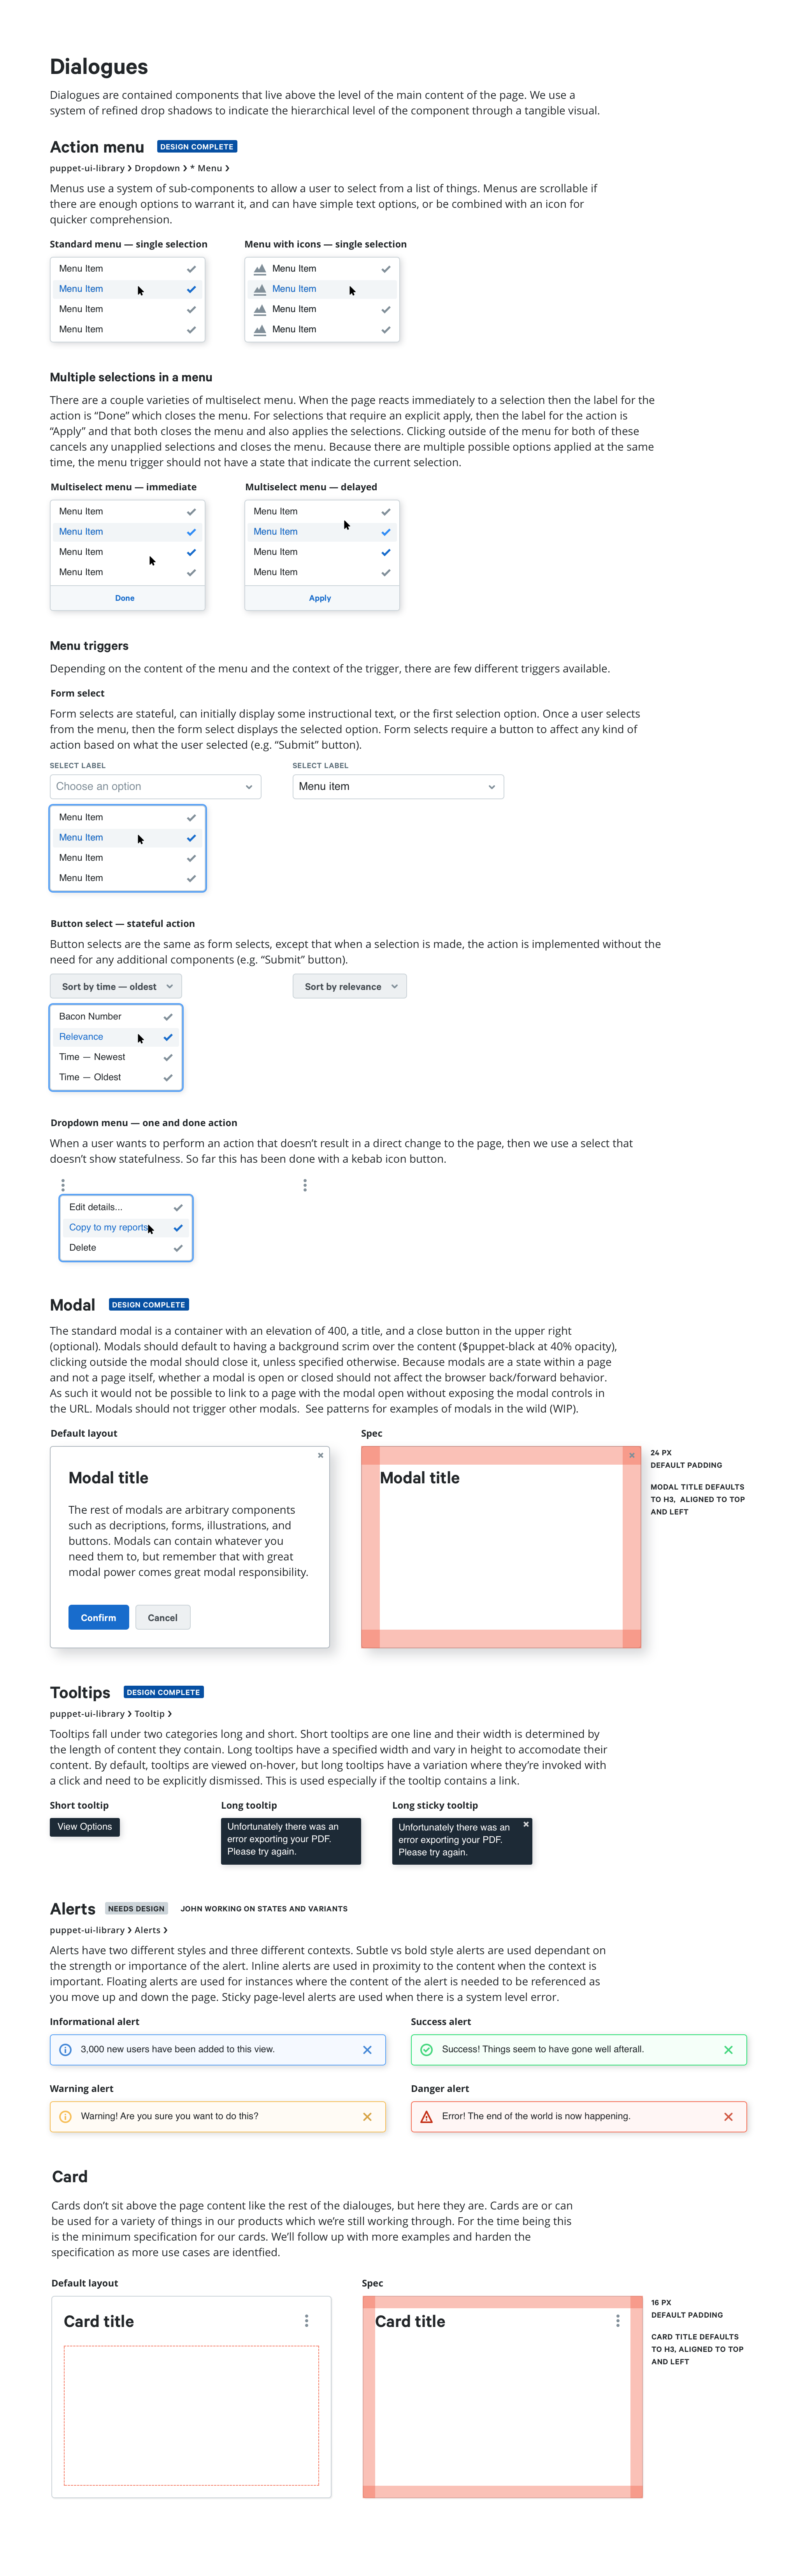 Dialogues
Dialogues are contained components that live above the level of the main content of the page. We use a
system of refined drop shadows to indicate the hierarchical level of the component through a tangible visual.
Action menu DESIGN COMPLETE
puppet-ui-library > Dropdown > * Menu >
Menus use a system of sub-components to allow a user to select from a list of things. Menus are scrollable if
there are enough options to warrant it, and can have simple text options, or be combined with an icon for
quicker comprehension.
Standard menu — single selection
Menu Item
Menu Item
Menu Item
Menu Item
Menu with icons — single selection
Menu Item
Menu Item
Menu Item
Menu Item
Multiple selections in a menu
There are a couple varieties of multiselect menu. When the page reacts immediately to a selection then the label for the
action is “Done” which closes the menu. For selections that require an explicit apply, then the label for the action is
“Apply” and that both closes the menu and also applies the selections. Clicking outside of the menu for both of these
cancels any unapplied selections and closes the menu. Because there are multiple possible options applied at the same
time, the menu trigger should not have a state that indicate the current selection.
Multiselect menu — immediate
Menu Item
Menu Item
Menu Item
Menu Item
Done
Multiselect menu — delayed
Menu Item
Menu Item
Menu Item
Menu Item
Apply
Menu triggers
Depending on the content of the menu and the context of the trigger, there are few different triggers available.
Form select
Form selects are stateful, can initially display some instructional text, or the first selection option. Once a user selects
from the menu, then the form select displays the selected option. Form selects require a button to affect any kind of
action based on what the user selected (e.g. “Submit” button).
SELECT LABEL
Choose an option
Menu Item
Menu Item
Menu Item
Menu Item
SELECT LABEL
Menu item
Button select — stateful action
Button selects are the same as form selects, except that when a selection is made, the action is implemented without the
need for any additional components (e.g. “Submit” button).
Sort by time — oldest
Bacon Number
Relevance
Time — Newest
Time — Oldest
Sort by relevance
Dropdown menu — one and done action
When a user wants to perform an action that doesn’t result in a direct change to the page, then we use a select that
doesn’t show statefulness. So far this has been done with a kebab icon button.
Edit details...
Copy to my reports
Delete
Modal DESIGN COMPLETE
The standard modal is a container with an elevation of 400, a title, and a close button in the upper right
(optional). Modals should default to having a background scrim over the content ($puppet-black at 40% opacity),
clicking outside the modal should close it, unless specified otherwise. Because modals are a state within a page
and not a page itself, whether a modal is open or closed should not affect the browser back/forward behavior.
As such it would not be possible to link to a page with the modal open without exposing the modal controls in
the URL. Modals should not trigger other modals.  See patterns for examples of modals in the wild (WIP).
Default layout
Modal title
The rest of modals are arbitrary components
such as decriptions, forms, illustrations, and
buttons. Modals can contain whatever you
need them to, but remember that with great
modal power comes great modal responsibility.
Confirm
Cancel
Spec
Modal title
24 PX
DEFAULT PADDING
MODAL TITLE DEFAULTS
TO H3,  ALIGNED TO TOP
AND LEFT
Tooltips DESIGN COMPLETE
puppet-ui-library > Tooltip >
Tooltips fall under two categories long and short. Short tooltips are one line and their width is determined by
the length of content they contain. Long tooltips have a specified width and vary in height to accomodate their
content. By default, tooltips are viewed on-hover, but long tooltips have a variation where they’re invoked with
a click and need to be explicitly dismissed. This is used especially if the tooltip contains a link.
Short tooltip
View Options
Long tooltip
Unfortunately there was an
error exporting your PDF.
Please try again.
Long sticky tooltip
Unfortunately there was an
error exporting your PDF.
Please try again.
Alerts NEEDS DESIGN JOHN WORKING ON STATES AND VARIANTS
puppet-ui-library > Alerts >
Alerts have two different styles and three different contexts. Subtle vs bold style alerts are used dependant on
the strength or importance of the alert. Inline alerts are used in proximity to the content when the context is
important. Floating alerts are used for instances where the content of the alert is needed to be referenced as
you move up and down the page. Sticky page-level alerts are used when there is a system level error.
Informational alert
3,000 new users have been added to this view.
Success alert
Success! Things seem to have gone well afterall.
Warning alert
Warning! Are you sure you want to do this?
Danger alert
Error! The end of the world is now happening.
Card
Cards don’t sit above the page content like the rest of the dialouges, but here they are. Cards are or can
be used for a variety of things in our products which we’re still working through. For the time being this
is the minimum specification for our cards. We’ll follow up with more examples and harden the
specification as more use cases are identfied.
Default layout
Card title
Spec
Card title
16 PX
DEFAULT PADDING
CARD TITLE DEFAULTS
TO H3, ALIGNED TO TOP
AND LEFT